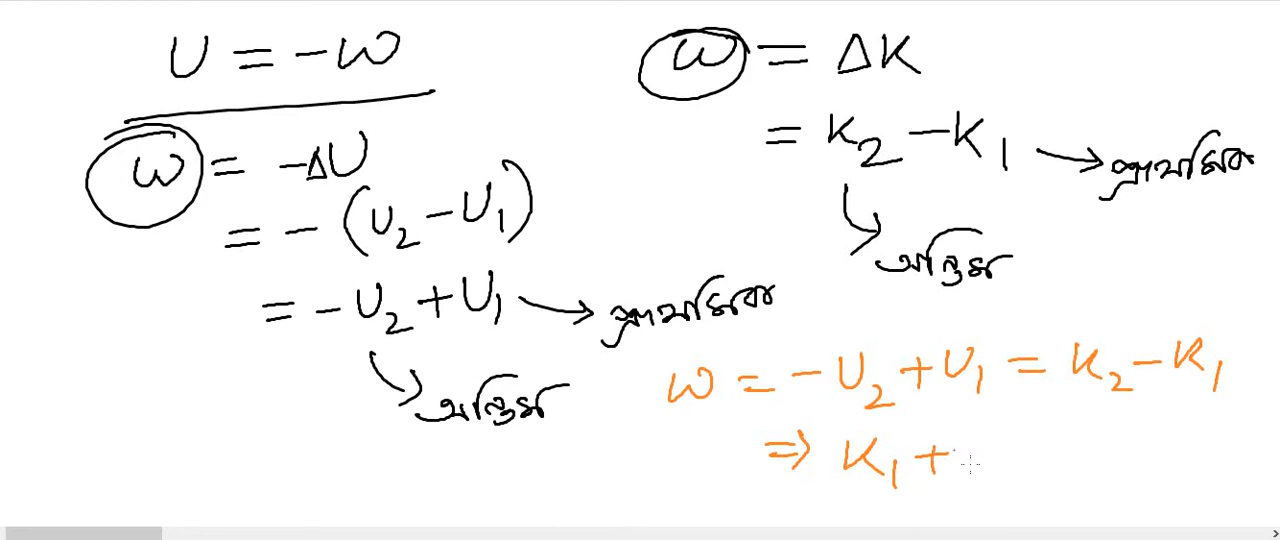 U = -W
W = -ΔU
= - (U₂ - U₁)
= - U₂ + U₁ → প্রাথমিক
অন্তিম
W = ΔK
= K₂ - K₁ → প্রাথমিক
অন্তিম
W = - U₂ + U₁ = K₂ - K₁
⇒ K₁ +